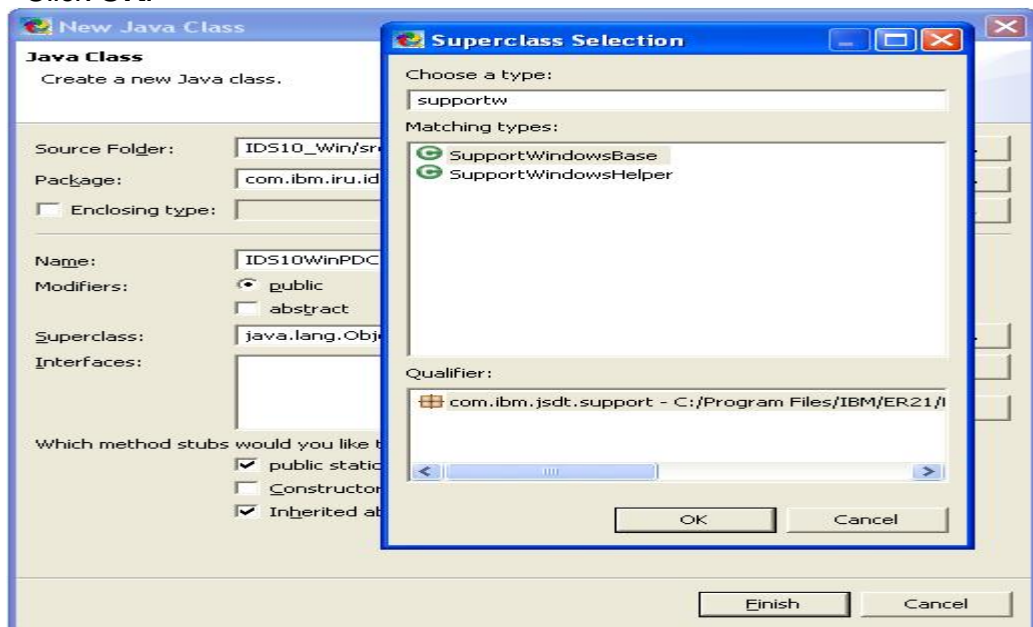 Click OK.
New Java Class
Java Class
Create a new Java class.
Source Folder: IDS10_Win/sr
Package: com.ibm.iru.id
Enclosing type:
Name: IDS10WinPDC
Modifiers: public
abstract
Superclass: java.lang.Obj
Interfaces:
Which method stubs would you like t
public static
Constructor
Inherited ab
Superclass Selection
Choose a type:
supportw
Matching types:
SupportWindowsBase
SupportWindowsHelper
Qualifier:
com.ibm.jsdt.support - C:/Program Files/IBM/ER21/I
OK Cancel
Finish Cancel